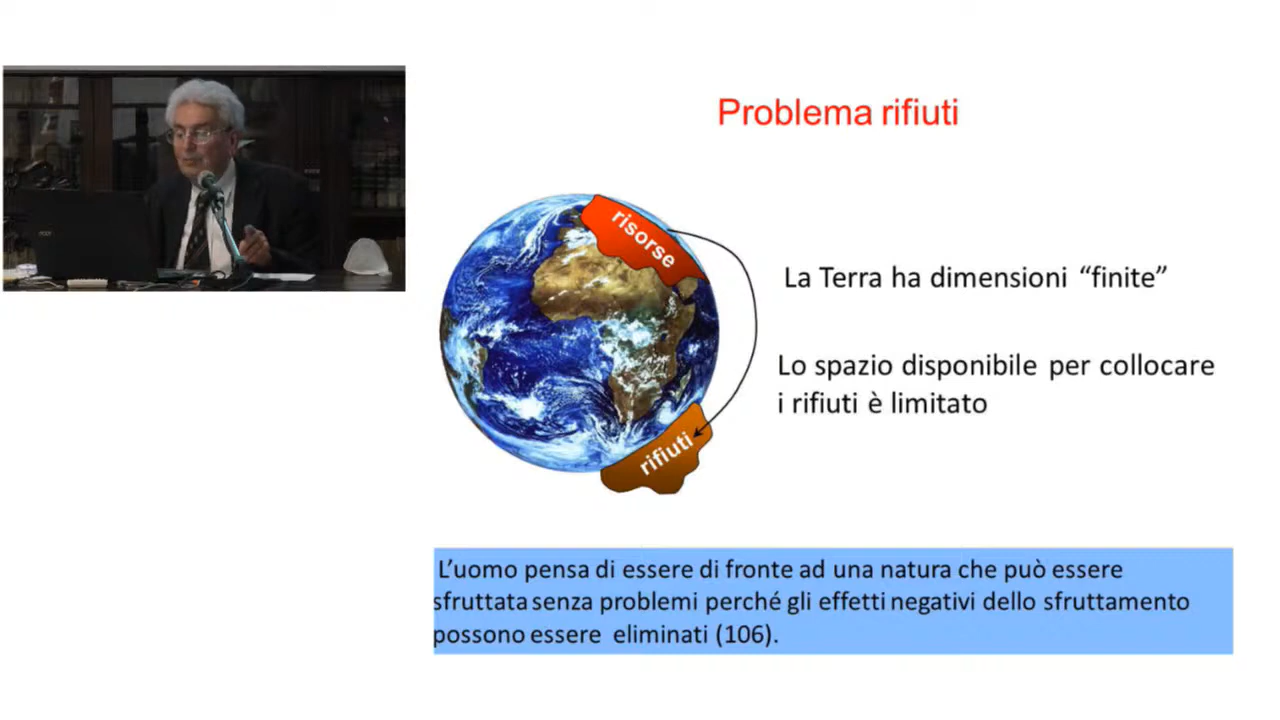 Problema rifiuti
risorse
La Terra ha dimensioni “finite”
Lo spazio disponibile per collocare
i rifiuti è limitato
rifiuti
L’uomo pensa di essere di fronte ad una natura che può essere
sfruttata senza problemi perché gli effetti negativi dello sfruttamento
possono essere eliminati (106).